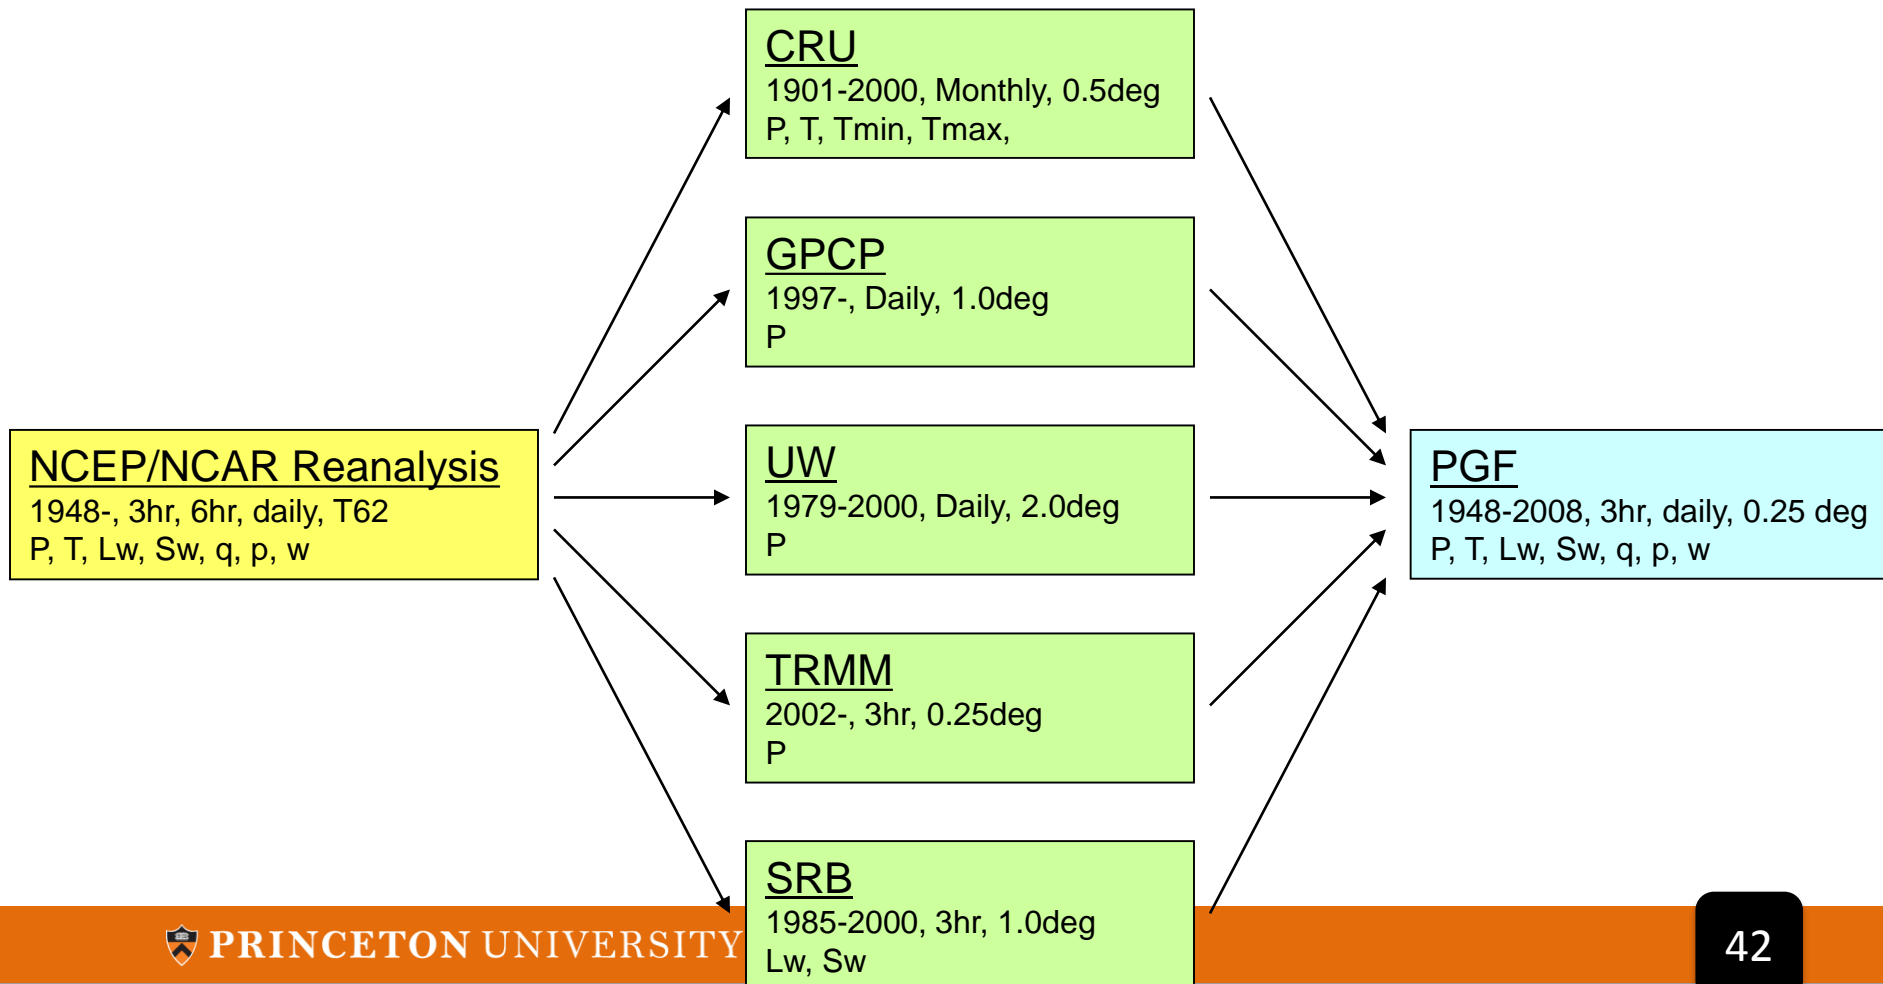 CRU
1901-2000, Monthly, 0.5deg
P, T, Tmin, Tmax,
GPCP
1997-, Daily, 1.0deg
P
NCEP/NCAR Reanalysis
1948-, 3hr, 6hr, daily, T62
P, T, Lw, Sw, q, p, w
UW
1979-2000, Daily, 2.0deg
P
PGF
1948-2008, 3hr, daily, 0.25 deg
P, T, Lw, Sw, q, p, w
TRMM
2002-, 3hr, 0.25deg
P
SRB
1985-2000, 3hr, 1.0deg
Lw, Sw
PRINCETON UNIVERSITY
42